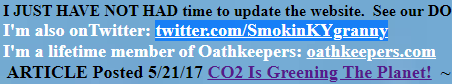 I JUST HAVE NOT HAD time to update the website.  See our DO
I'm also onTwitter: twitter.com/SmokinKYgranny
I'm a lifetime member of Oathkeepers: oathkeepers.com
ARTICLE Posted 5/21/17 CO2 Is Greening The Planet!  ~